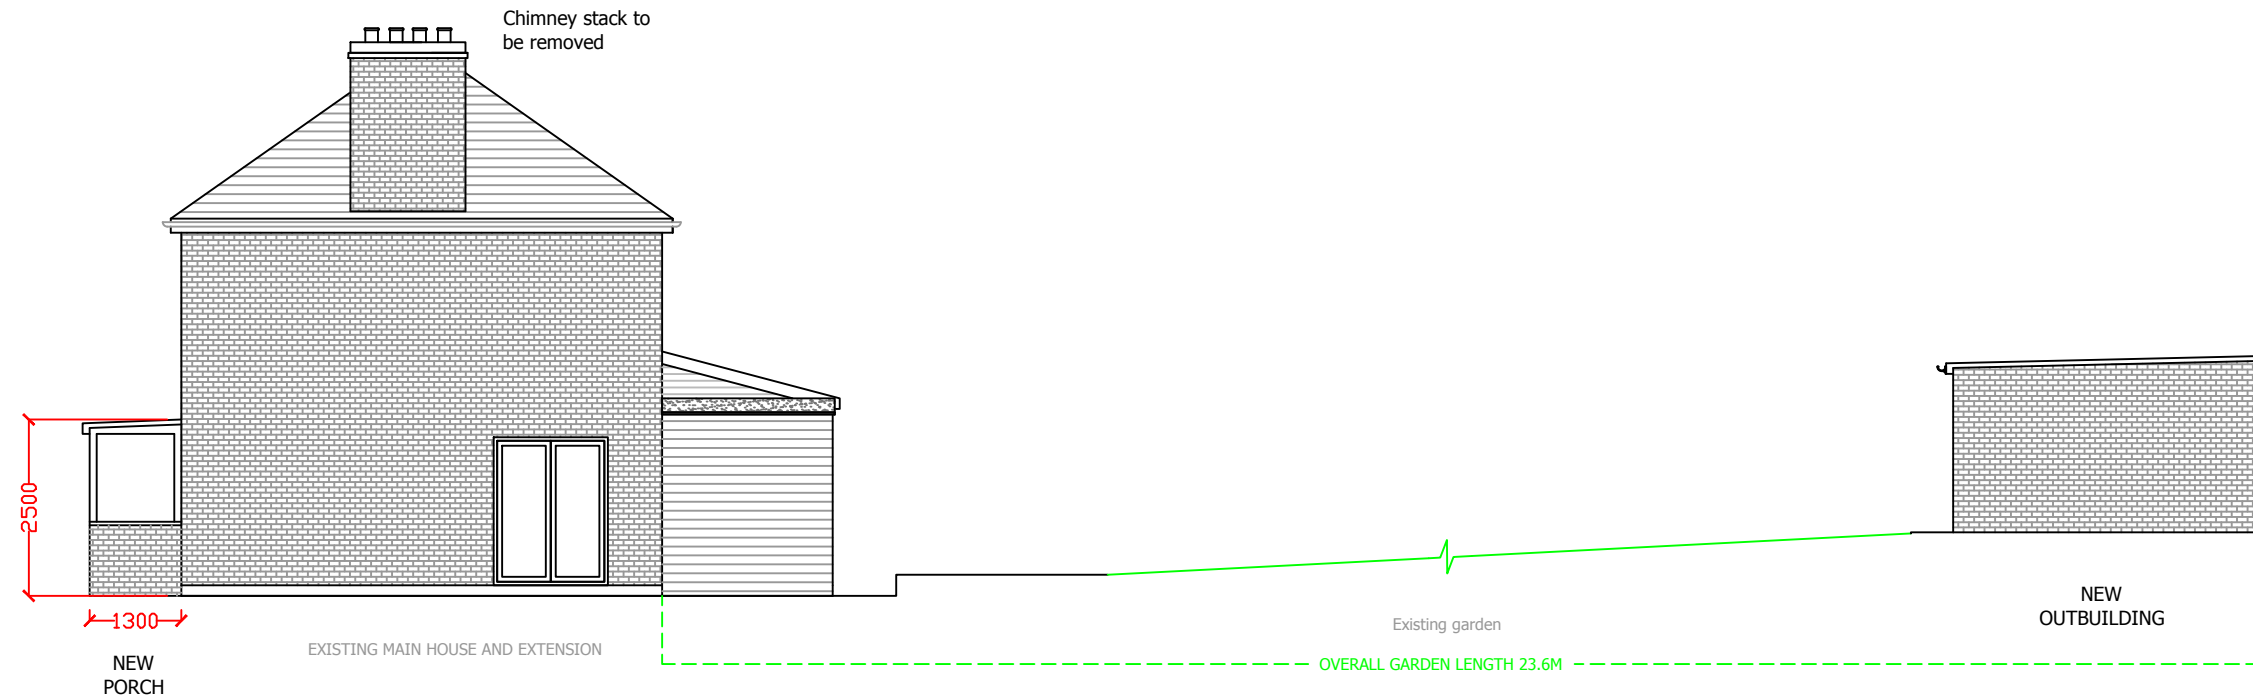 Chimney stack to
be removed
2500
1300
NEW
PORCH
EXISTING MAIN HOUSE AND EXTENSION
Existing garden
OVERALL GARDEN LENGTH 23.6M
NEW
OUTBUILDING